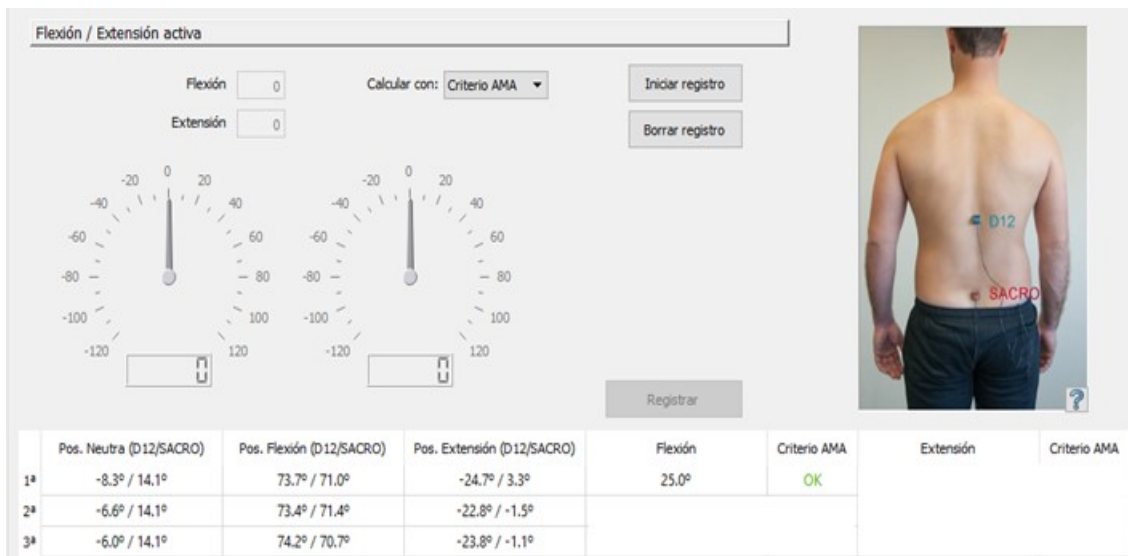 Flexión / Extensión activa
Flexión 0 Calcular con: Criterio AMA Iniciar registro
Extensión 0 Borrar registro
-120 -100 -80 -60 -40 -20 0 20 40 60 80 100 120
-120 -100 -80 -60 -40 -20 0 20 40 60 80 100 120
0 0
D12
SACRO
Registrar
?
Pos. Neutra (D12/SACRO) Pos. Flexión (D12/SACRO) Pos. Extensión (D12/SACRO) Flexión Criterio AMA Extensión Criterio AMA
1ª -8.3º / 14.1º 73.7º / 71.0º -24.7º / 3.3º 25.0º OK
2ª -6.6º / 14.1º 73.4º / 71.4º -22.8º / -1.5º
3ª -6.0º / 14.1º 74.2º / 70.7º -23.8º / -1.1º